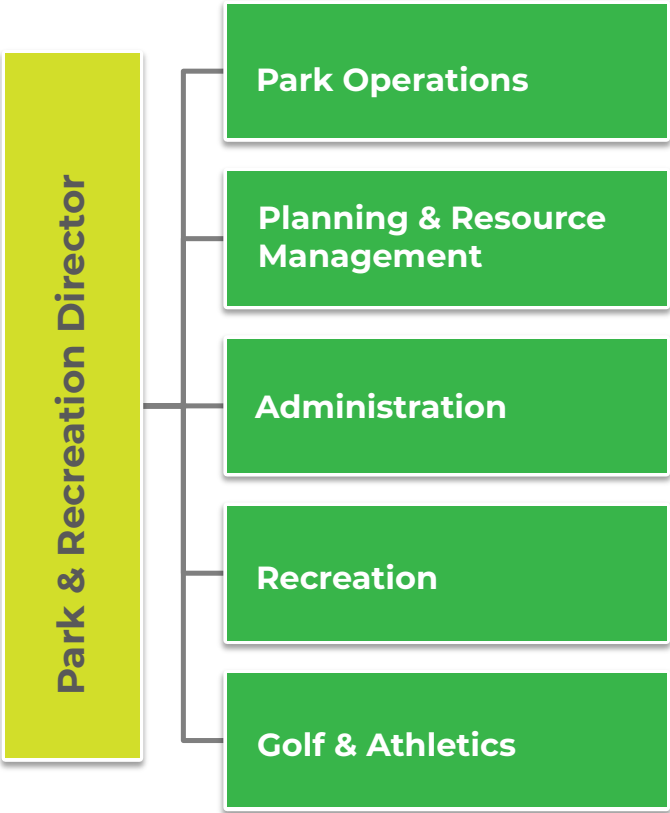 Park & Recreation Director
Park Operations
Planning & Resource
Management
Administration
Recreation
Golf & Athletics